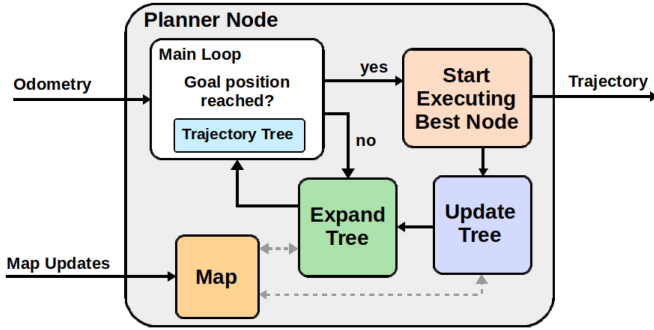 Planner Node
Main Loop
Goal position
reached?
Trajectory Tree
Odometry
yes
no
Start
Executing
Best Node
Trajectory
Expand
Tree
Update
Tree
Map Updates
Map